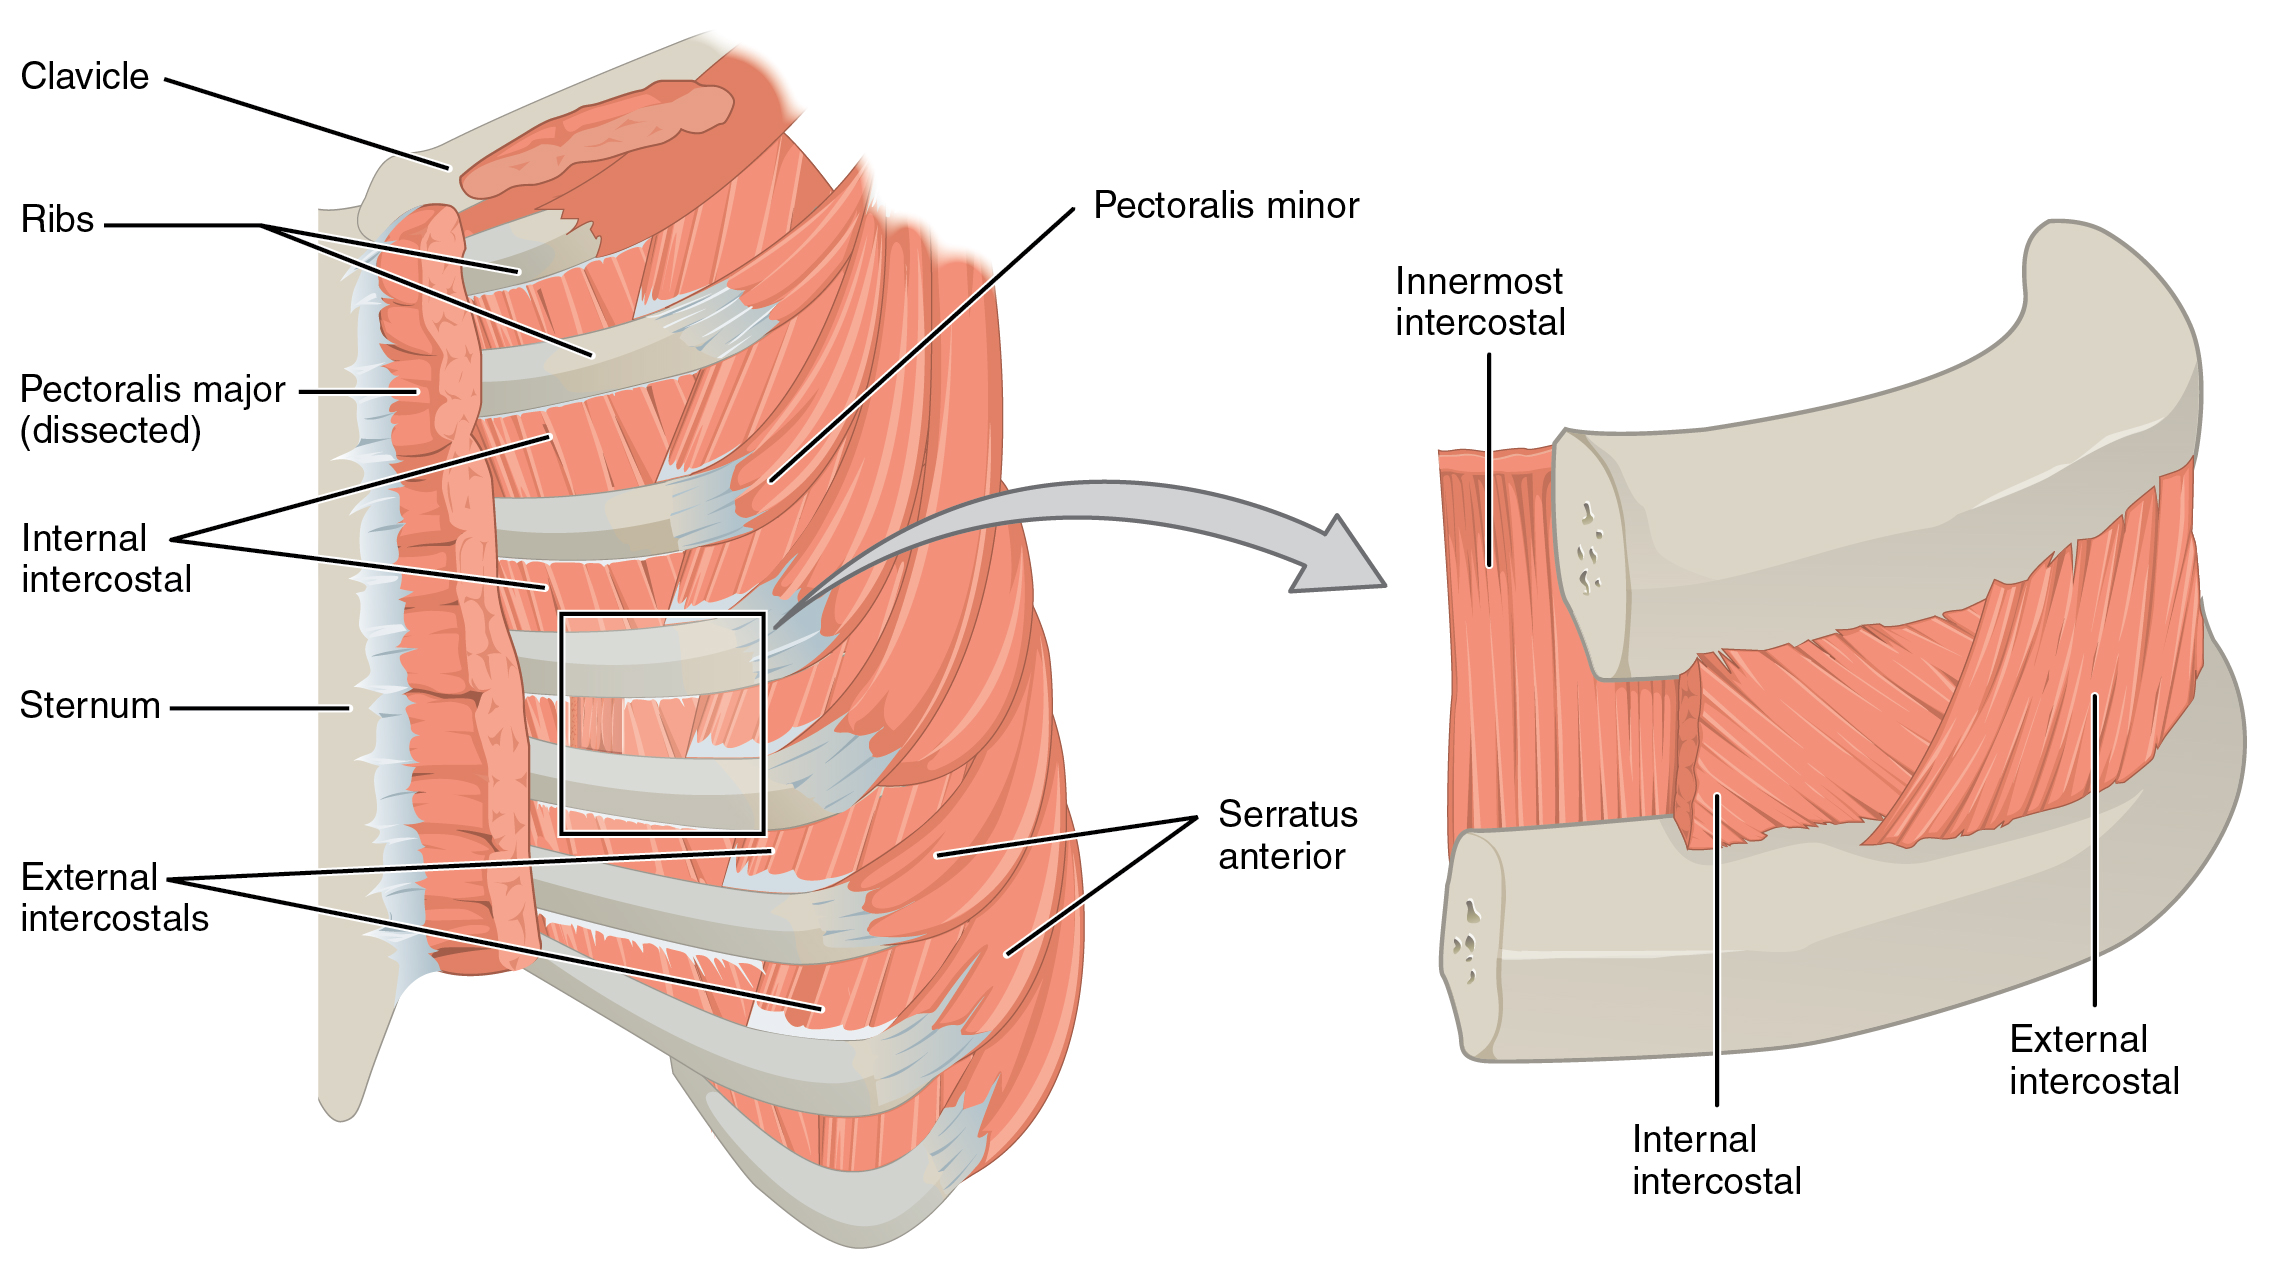 Clavicle
Ribs
Pectoralis major
(dissected)
Internal
intercostal
Sternum
External
intercostals
Pectoralis minor
Serratus
anterior
Innermost
intercostal
Internal
intercostal
External
intercostal